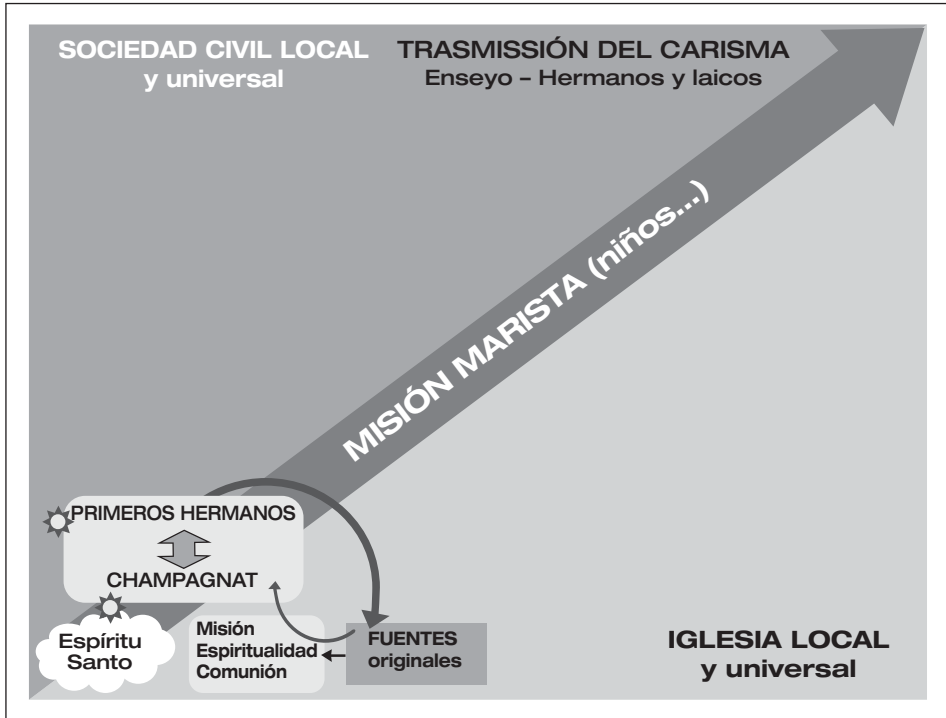 SOCIEDAD CIVIL LOCAL
y universal
TRASMISSIÓN DEL CARISMA
Enseyo – Hermanos y laicos
MISIÓN MARISTA (niños...)
PRIMEROS HERMANOS
CHAMPAGNAT
Espíritu
Santo
Misión
Espiritualidad
Comunión
FUENTES
originales
IGLESIA LOCAL
y universal